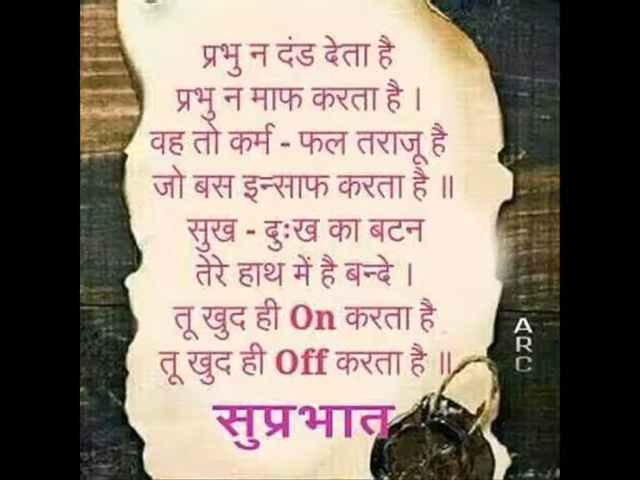 प्रभु न दंड देता है
प्रभु न माफ करता है ।
वह तो कर्म - फल तराजू है
जो बस इन्साफ करता है ॥
सुख - दुःख का बटन
तेरे हाथ में है बन्दे ।
तू खुद ही On करता है
तू खुद ही Off करता है ॥
सुप्रभात
ARC